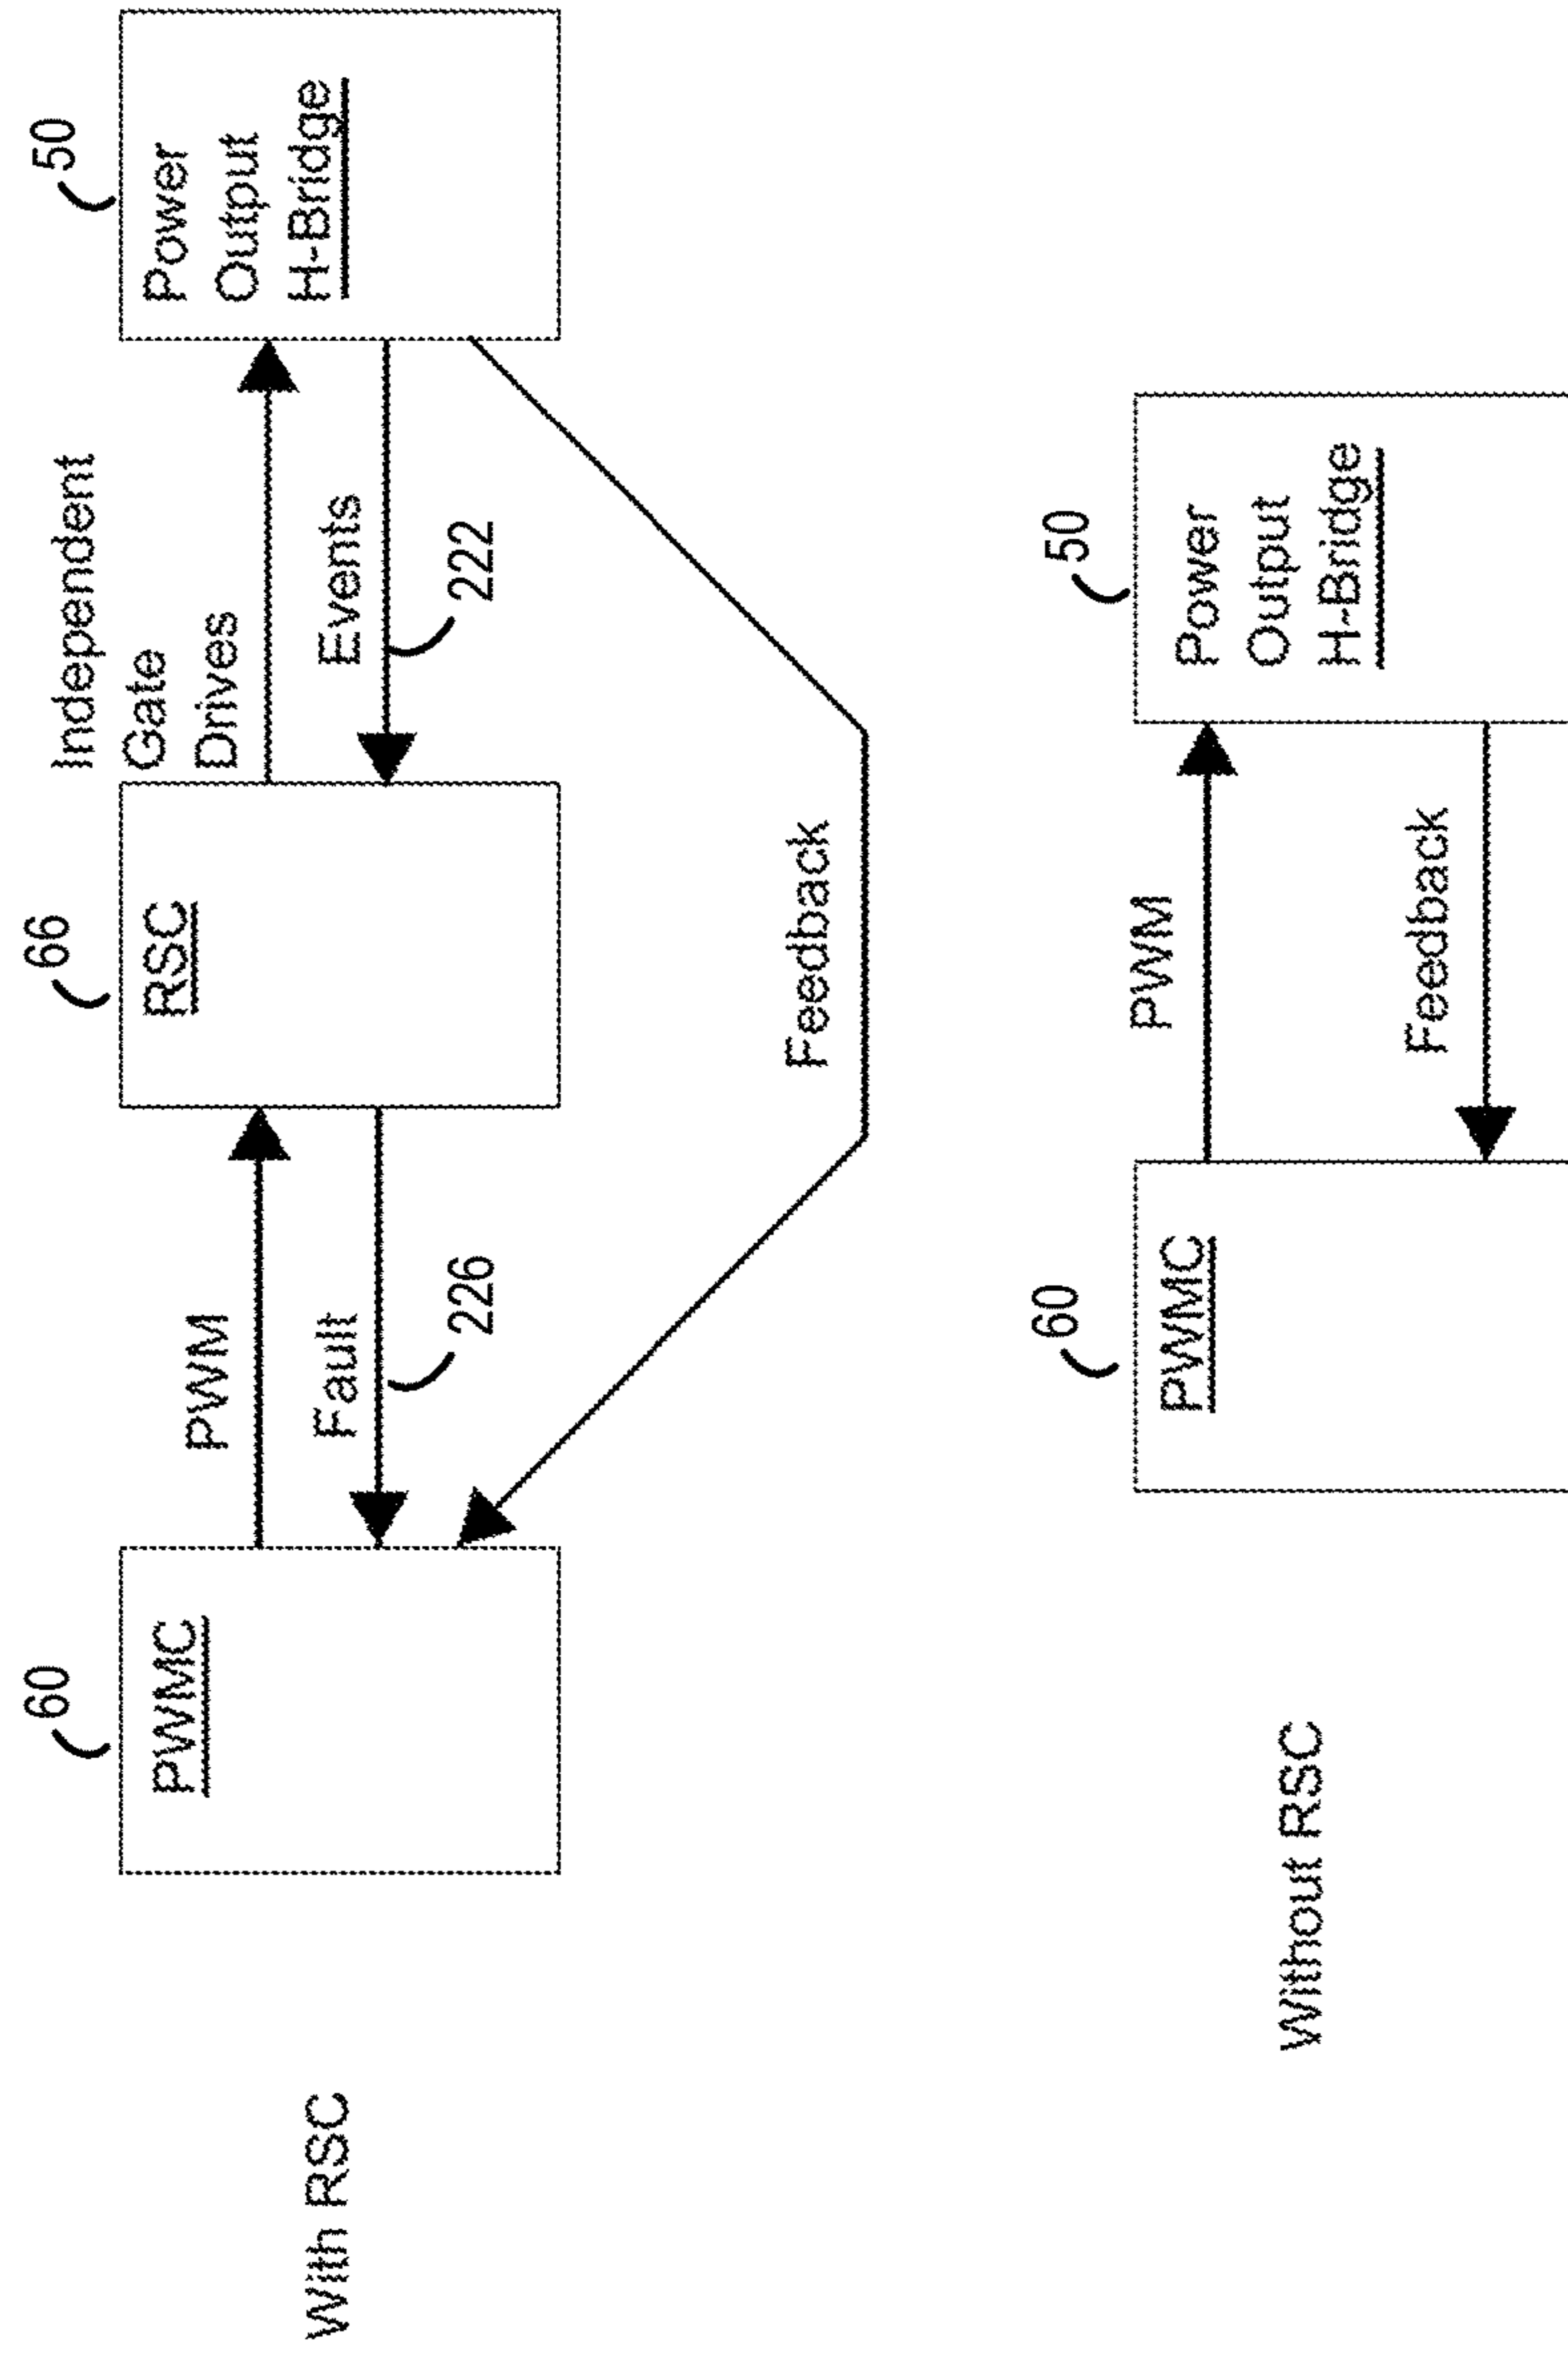 With RSC
60
PWMC
PWM
Fault
226
66
RSC
Independent
Gate
Drives
Events
222
50
Power
Output
H-Bridge
Feedback
Without RSC
60
PWMC
PWM
Feedback
50
Power
Output
H-Bridge